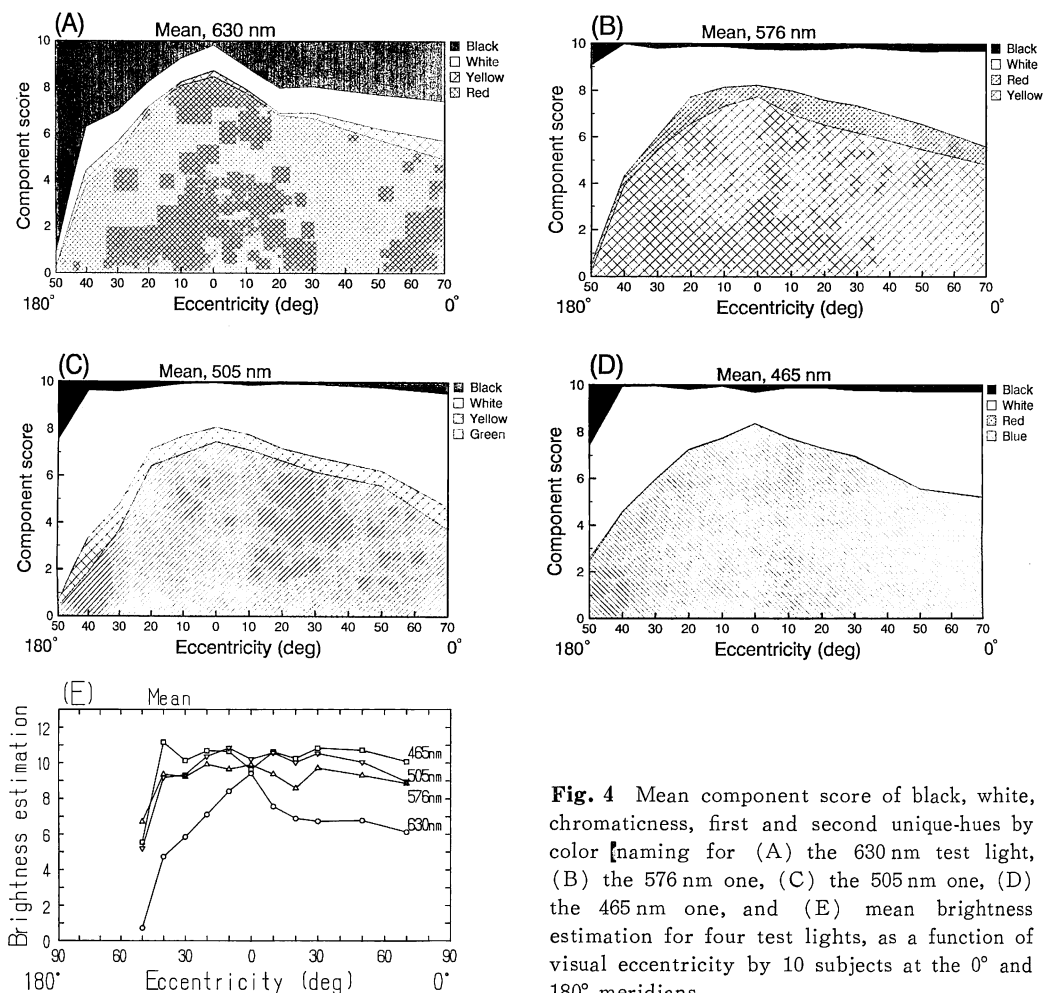 (A)
Mean, 630 nm
Black
White
Yellow
Red
Component score
10
8
6
4
2
0
50 40 30 20 10 0 10 20 30 40 50 60 70
180° Eccentricity (deg) 0°
(B)
Mean, 576 nm
Black
White
Red
Yellow
Component score
10
8
6
4
2
0
50 40 30 20 10 0 10 20 30 40 50 60 70
180° Eccentricity (deg) 0°
(C)
Mean, 505 nm
Black
White
Yellow
Green
Component score
10
8
6
4
2
0
50 40 30 20 10 0 10 20 30 40 50 60 70
180° Eccentricity (deg) 0°
(D)
Mean, 465 nm
Black
White
Red
Blue
Component score
10
8
6
4
2
0
50 40 30 20 10 0 10 20 30 40 50 60 70
180° Eccentricity (deg) 0°
(E) Mean
Brightness estimation
12
10
8
6
4
2
0
465nm
505nm
576nm
630nm
90 60 30 0 30 60 90
180° Eccentricity (deg) 0°
Fig. 4 Mean component score of black, white,
chromaticness, first and second unique-hues by
color naming for (A) the 630 nm test light,
(B) the 576 nm one, (C) the 505 nm one, (D)
the 465 nm one, and (E) mean brightness
estimation for four test lights, as a function of
visual eccentricity by 10 subjects at the 0° and
180° meridians